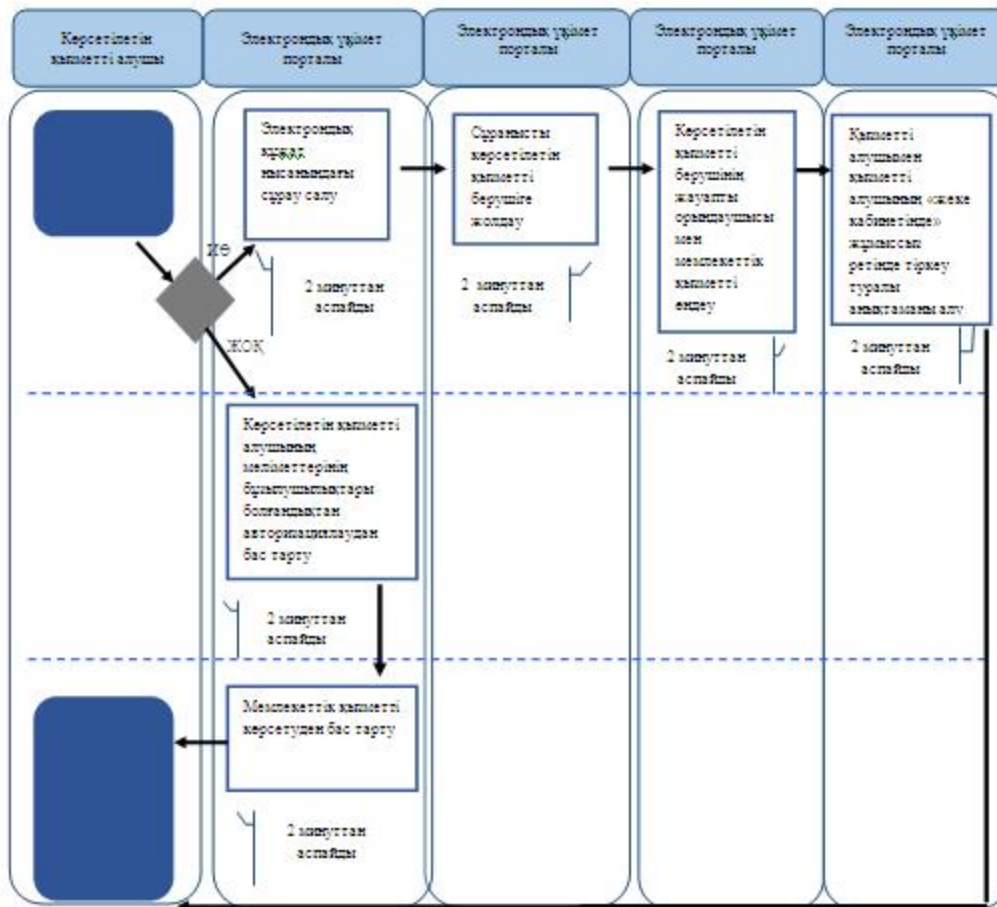 Көрсетілетін
қызметті алушы
Электрондық үкімет
порталы
Электрондық үкімет
порталы
Электрондық үкімет
порталы
Электрондық үкімет
порталы
Электрондық
құжат
нысанындағы
сұрау салу
Сұранысты
көрсетілетін
қызметті
берушіге
жолдау
Көрсетілетін
қызметті
берушінің
жауапты
орындаушысы
мен
мемлекеттік
қызметті
өңдеу
Қызметті
алушымен
қызметті
алушының «жеке
кабинетінде»
жұмыссыз
ретінде тіркеу
туралы
анықтаманы алу
ИӘ
2 минуттан
аспайды
2 минуттан
аспайды
2 минуттан
аспайды
2 минуттан
аспайды
ЖОҚ
Көрсетілетін қызметті
алушының
мәліметтерінің
бұзылушылықтары
болғандықтан
авторизациялаудан
бас тарту
2 минуттан
аспайды
Мемлекеттік қызметті
көрсетуден бас тарту
2 минуттан
аспайды